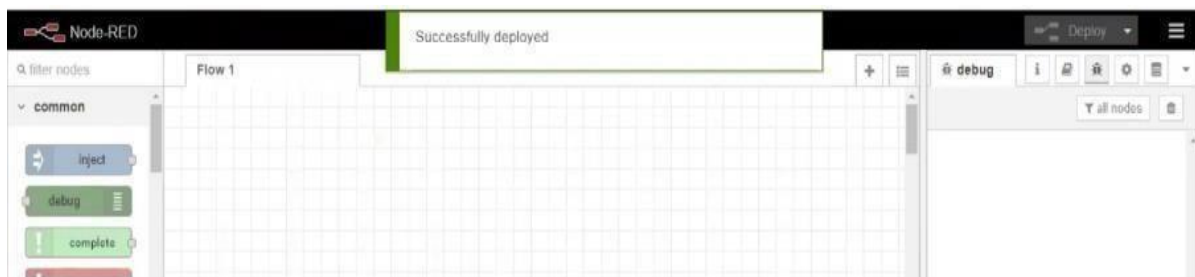 Node-RED
Successfully deployed
Deploy
filter nodes
Flow 1
debug
i
common
all nodes
inject
debug
complete